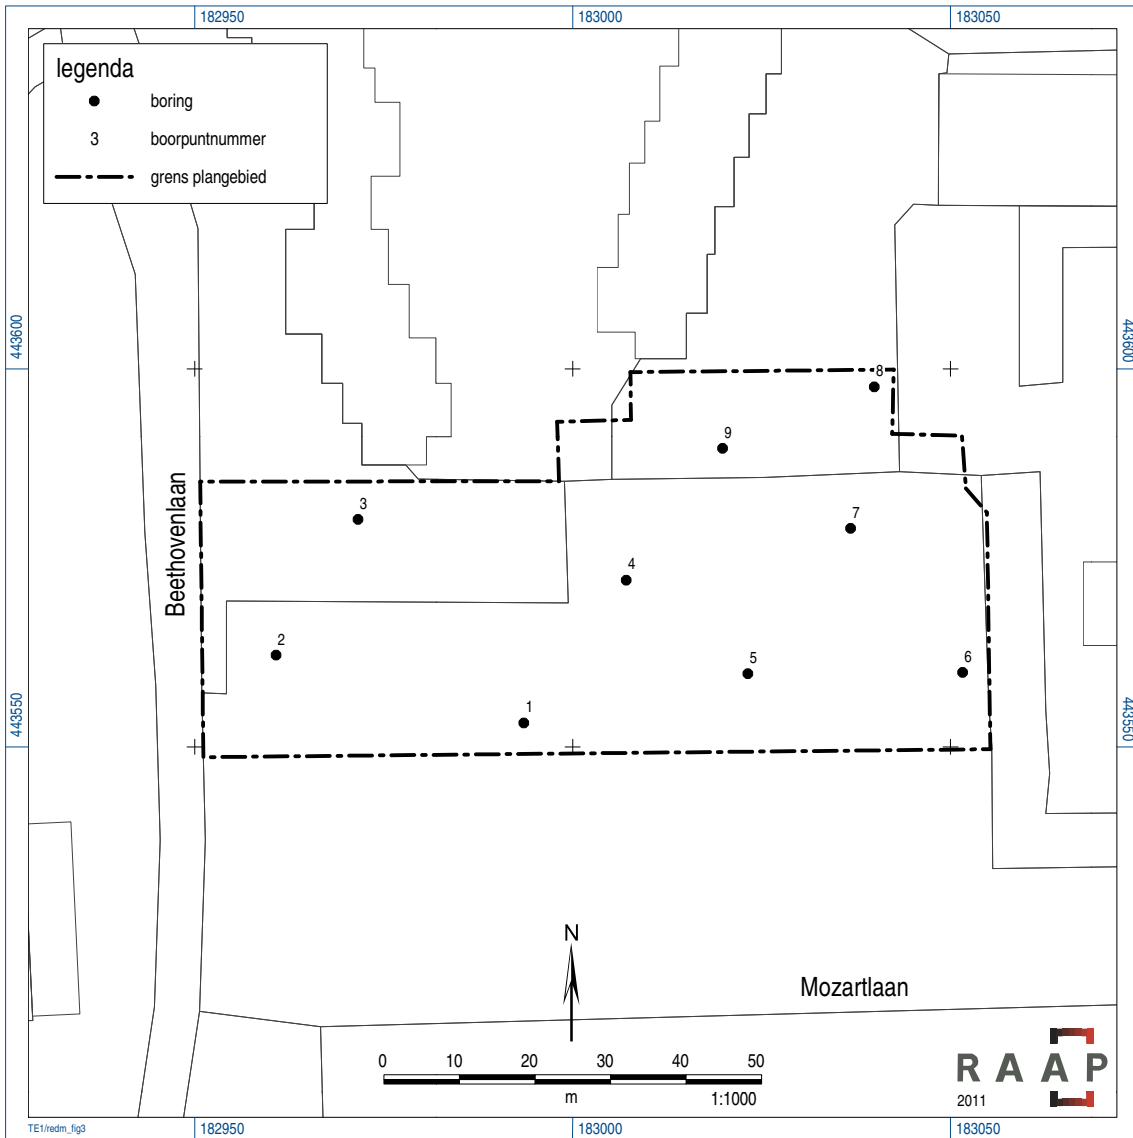 182950
183000
183050
legenda
boring
3
boorpuntnummer
grens plangebied
443600
443600
8
9
3
7
4
Beethovenlaan
2
5
6
1
443550
443550
N
Mozartlaan
0 10 20 30 40 50
m
1:1000
RAAP
2011
TE1/redm_fig3
182950
183000
183050